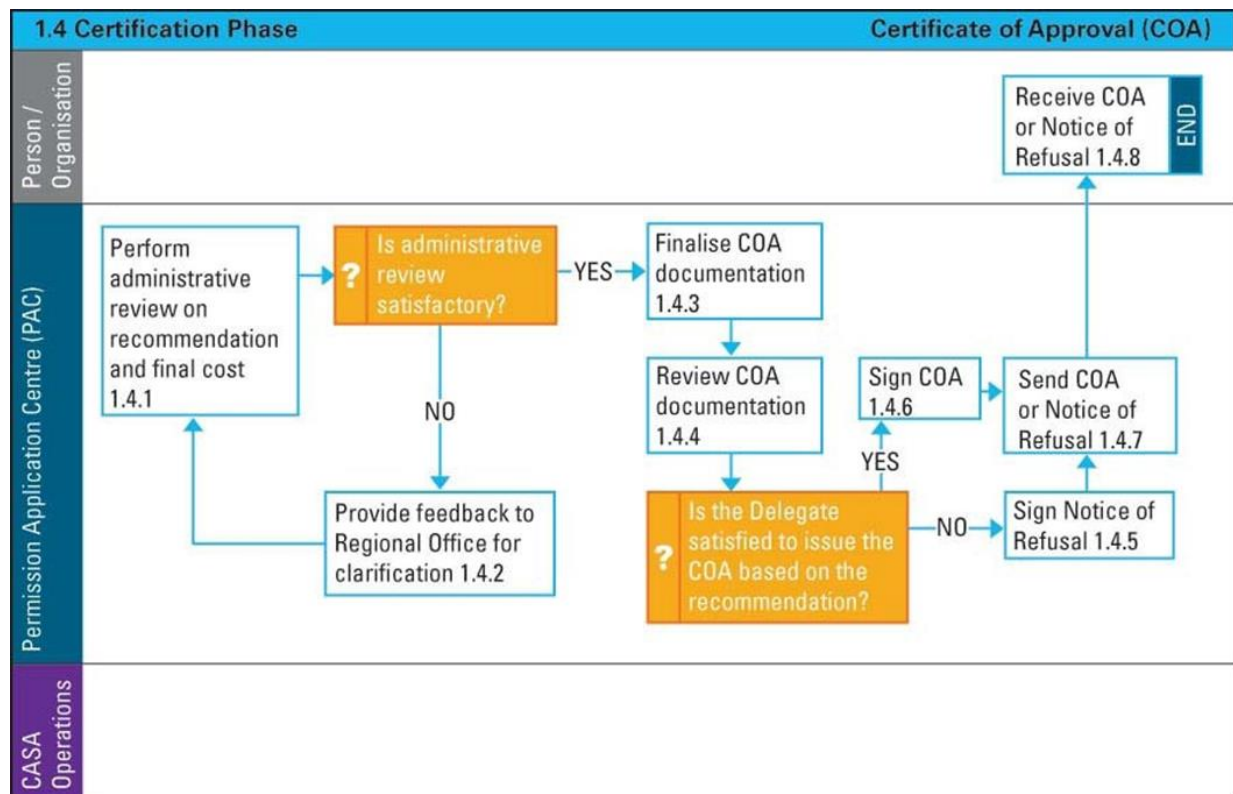 1.4 Certification Phase
Certificate of Approval (COA)
Person /
Organisation
Receive COA
or Notice of
Refusal 1.4.8
END
Permission Application Centre (PAC)
Perform
administrative
review on
recommendation
and final cost
1.4.1
?
Is administrative
review
satisfactory?
YES
NO
Provide feedback to
Regional Office for
clarification 1.4.2
Finalise COA
documentation
1.4.3
Review COA
documentation
1.4.4
?
Is the Delegate
satisfied to issue the
COA based on the
recommendation?
YES
Sign COA
1.4.6
NO
Sign Notice of
Refusal 1.4.5
Send COA
or Notice of
Refusal 1.4.7
CASA
Operations